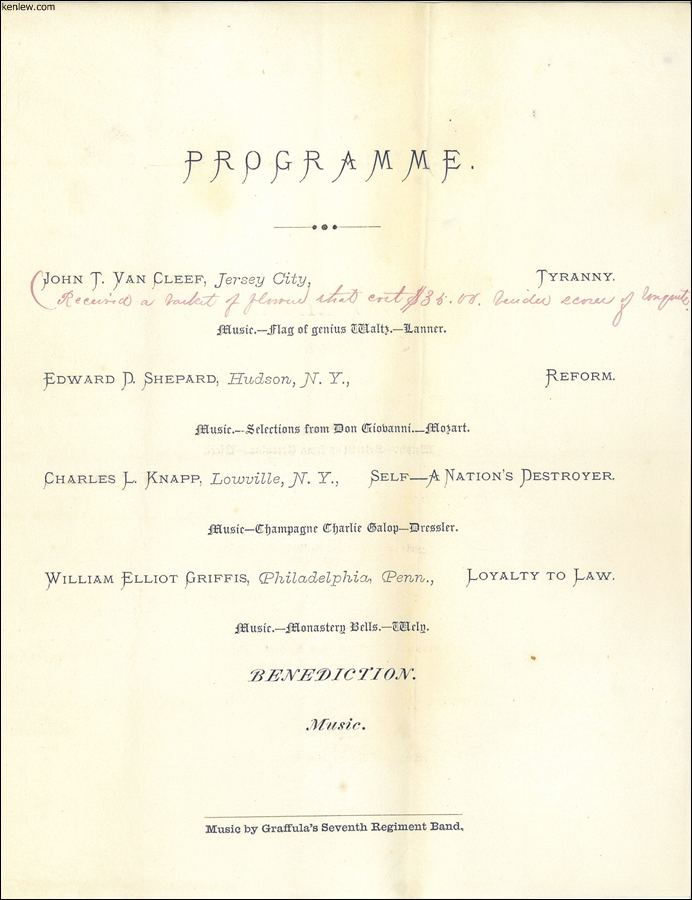 kenlew.com
PROGRAMME.
JOHN T. VAN CLEEF, Jersey City, TYRANNY.
Received a basket of flowers that cost $35.00. besides scores of bouquets.
Music.—Flag of genius Waltz.—Lanner.
EDWARD D. SHEPARD, Hudson, N. Y., REFORM.
Music.—Selections from Don Giovanni.—Mozart.
CHARLES L. KNAPP, Lowville, N. Y., SELF—A NATION'S DESTROYER.
Music—Champagne Charlie Galop—Dressler.
WILLIAM ELLIOT GRIFFIS, Philadelphia, Penn., LOYALTY TO LAW.
Music.—Monastery Bells.—Wely.
BENEDICTION.
Music.
Music by Graffula's Seventh Regiment Band.